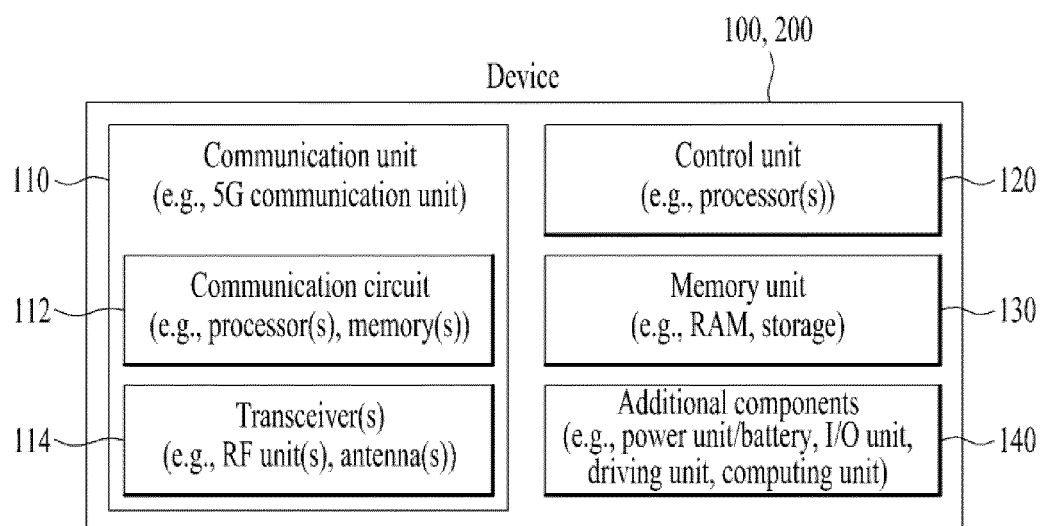 100, 200
Device
110
Communication unit
(e.g., 5G communication unit)
112
Communication circuit
(e.g., processor(s), memory(s))
114
Transceiver(s)
(e.g., RF unit(s), antenna(s))
Control unit
(e.g., processor(s))
120
Memory unit
(e.g., RAM, storage)
130
Additional components
(e.g., power unit/battery, I/O unit,
driving unit, computing unit)
140